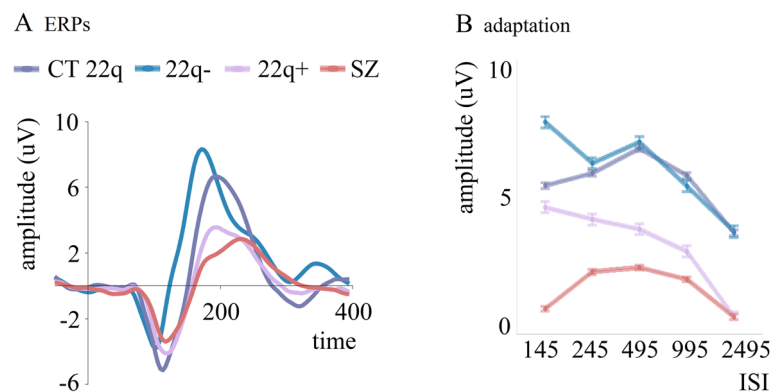 A ERPs
CT 22q 22q- 22q+ SZ
amplitude (uV)
10
6
2
-2
-6
200
400
time
B adaptation
amplitude (uV)
10
5
0
145 245 495 995 2495
ISI